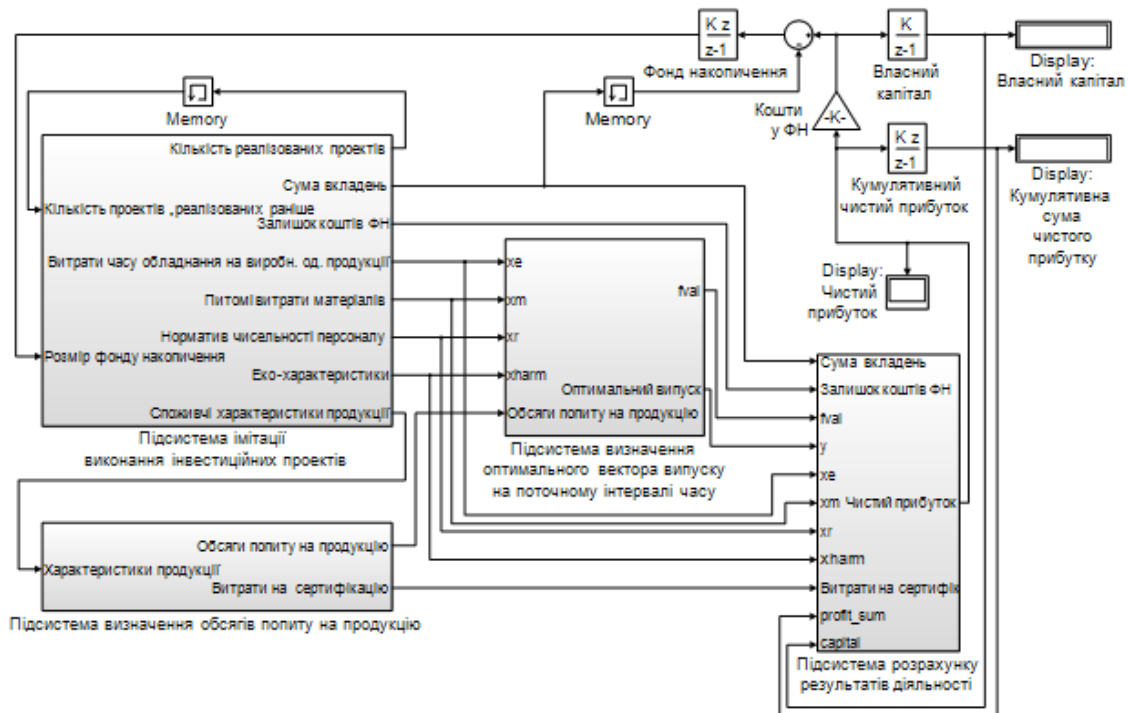 K z
z-1
Фонд накопичення
K
z-1
Власний
капітал
Display:
Власний капітал
Memory
Memory
Кошти
у ФН
-K-
K z
z-1
Кумулятивний
чистий прибуток
Display:
Кумулятивна
сума
чистого
прибутку
Display:
Чистий
прибуток
Кількість реалізованих проектів
Сума вкладень
Кількість проектів ,реалізованих раніше
Залишок коштів ФН
Витрати часу обладнання на виробн. од. продукції
Питомі витрати матеріалів
Норматив чисельності персоналу
Розмір фонду накопичення
Еко-характеристики
Споживчі характеристики продукції
Підсистема імітації
виконання інвестиційних проектів
xe
xm
xr
xharm
fval
Оптимальний випуск
Обсяги попиту на продукцію
Підсистема визначення
оптимального вектора випуску
на поточному інтервалі часу
Обсяги попиту на продукцію
Характеристики продукції
Витрати на сертифікацію
Підсистема визначення обсягів попиту на продукцію
Сума вкладень
Залишок коштів ФН
fval
y
xe
xm Чистий прибуток
xr
xharm
Витрати на сертифік
profit_sum
capital
Підсистема розрахунку
результатів діяльності